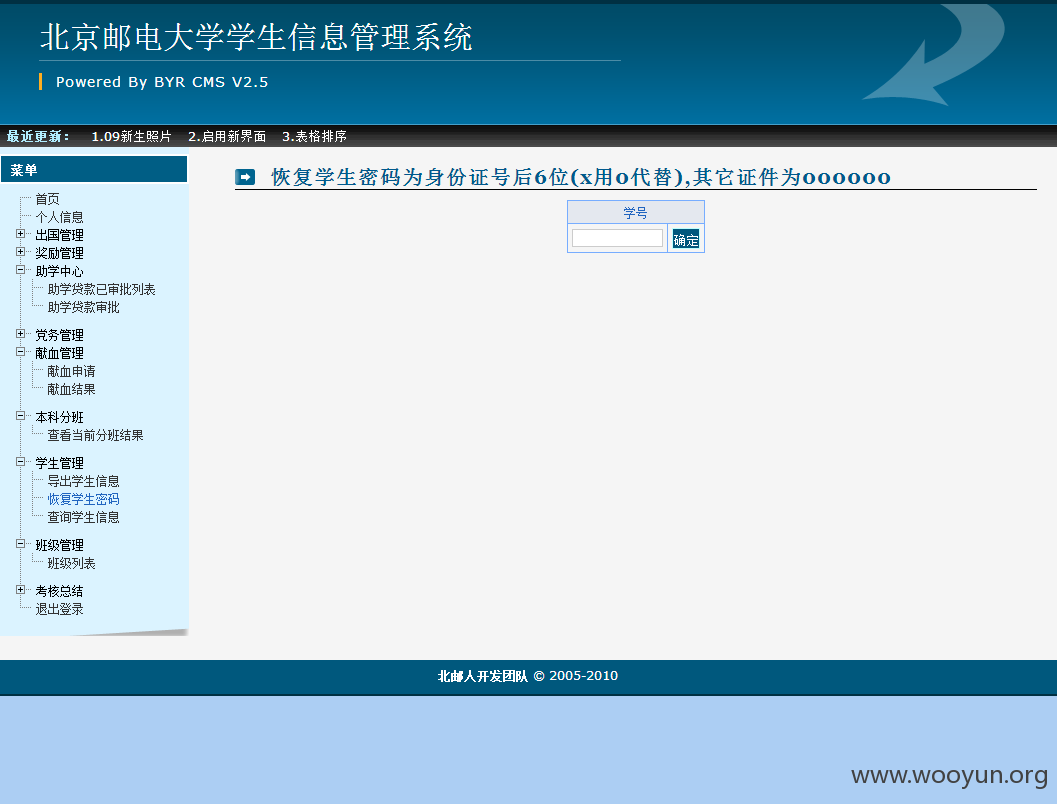 北京邮电大学学生信息管理系统
Powered By BYR CMS V2.5
最近更新： 1.09新生照片 2.启用新界面 3.表格排序
菜单
首页
个人信息
出国管理
奖励管理
助学中心
助学贷款已审批列表
助学贷款审批
党务管理
献血管理
献血申请
献血结果
本科分班
查看当前分班结果
学生管理
导出学生信息
恢复学生密码
查询学生信息
班级管理
班级列表
考核总结
退出登录
恢复学生密码为身份证号后6位(x用0代替),其它证件为000000
学号
确定
北邮人开发团队 © 2005-2010
www.wooyun.org